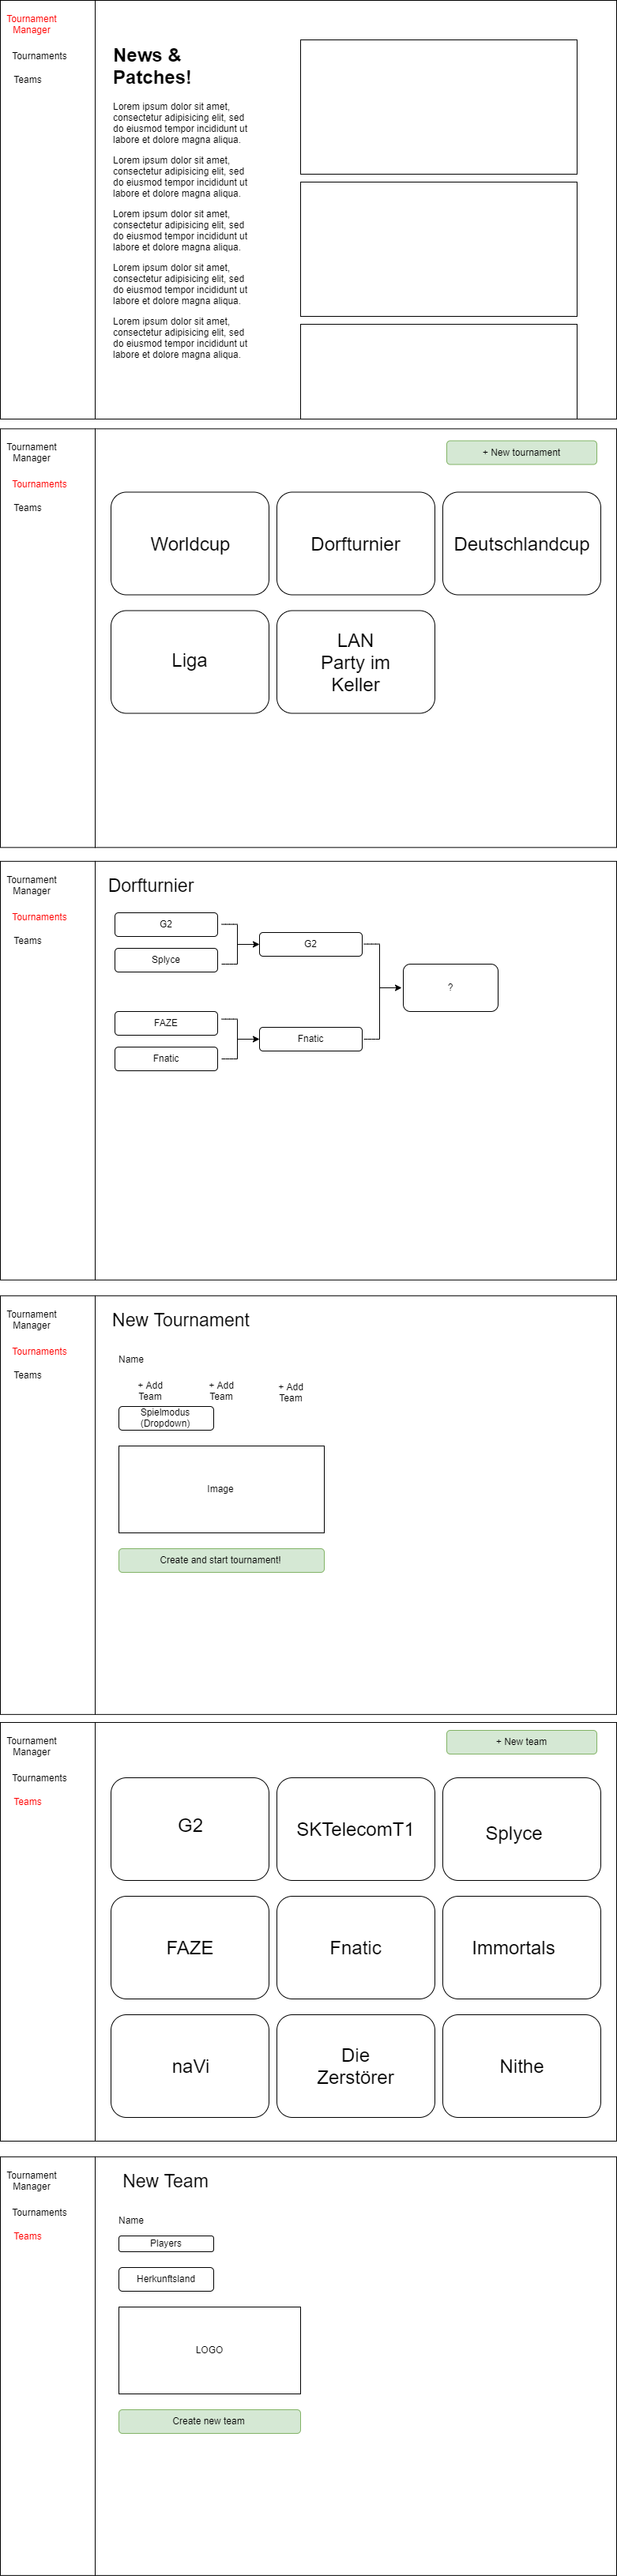 Tournament
Manager
Tournaments
Teams
News &
Patches!
Lorem ipsum dolor sit amet,
consectetur adipisicing elit, sed
do eiusmod tempor incididunt ut
labore et dolore magna aliqua.
Lorem ipsum dolor sit amet,
consectetur adipisicing elit, sed
do eiusmod tempor incididunt ut
labore et dolore magna aliqua.
Lorem ipsum dolor sit amet,
consectetur adipisicing elit, sed
do eiusmod tempor incididunt ut
labore et dolore magna aliqua.
Lorem ipsum dolor sit amet,
consectetur adipisicing elit, sed
do eiusmod tempor incididunt ut
labore et dolore magna aliqua.
Lorem ipsum dolor sit amet,
consectetur adipisicing elit, sed
do eiusmod tempor incididunt ut
labore et dolore magna aliqua.
Tournament
Manager
Tournaments
Teams
+ New tournament
Worldcup
Dorfturnier
Deutschlandcup
Liga
LAN
Party im
Keller
Tournament
Manager
Tournaments
Teams
Dorfturnier
G2
Splyce
G2
?
FAZE
Fnatic
Fnatic
Tournament
Manager
Tournaments
Teams
New Tournament
Name
+ Add
Team
+ Add
Team
+ Add
Team
Spielmodus
(Dropdown)
Image
Create and start tournament!
Tournament
Manager
Tournaments
Teams
+ New team
G2
SKTelecomT1
Splyce
FAZE
Fnatic
Immortals
naVi
Die
Zerstörer
Nithe
Tournament
Manager
Tournaments
Teams
New Team
Name
Players
Herkunftsland
LOGO
Create new team